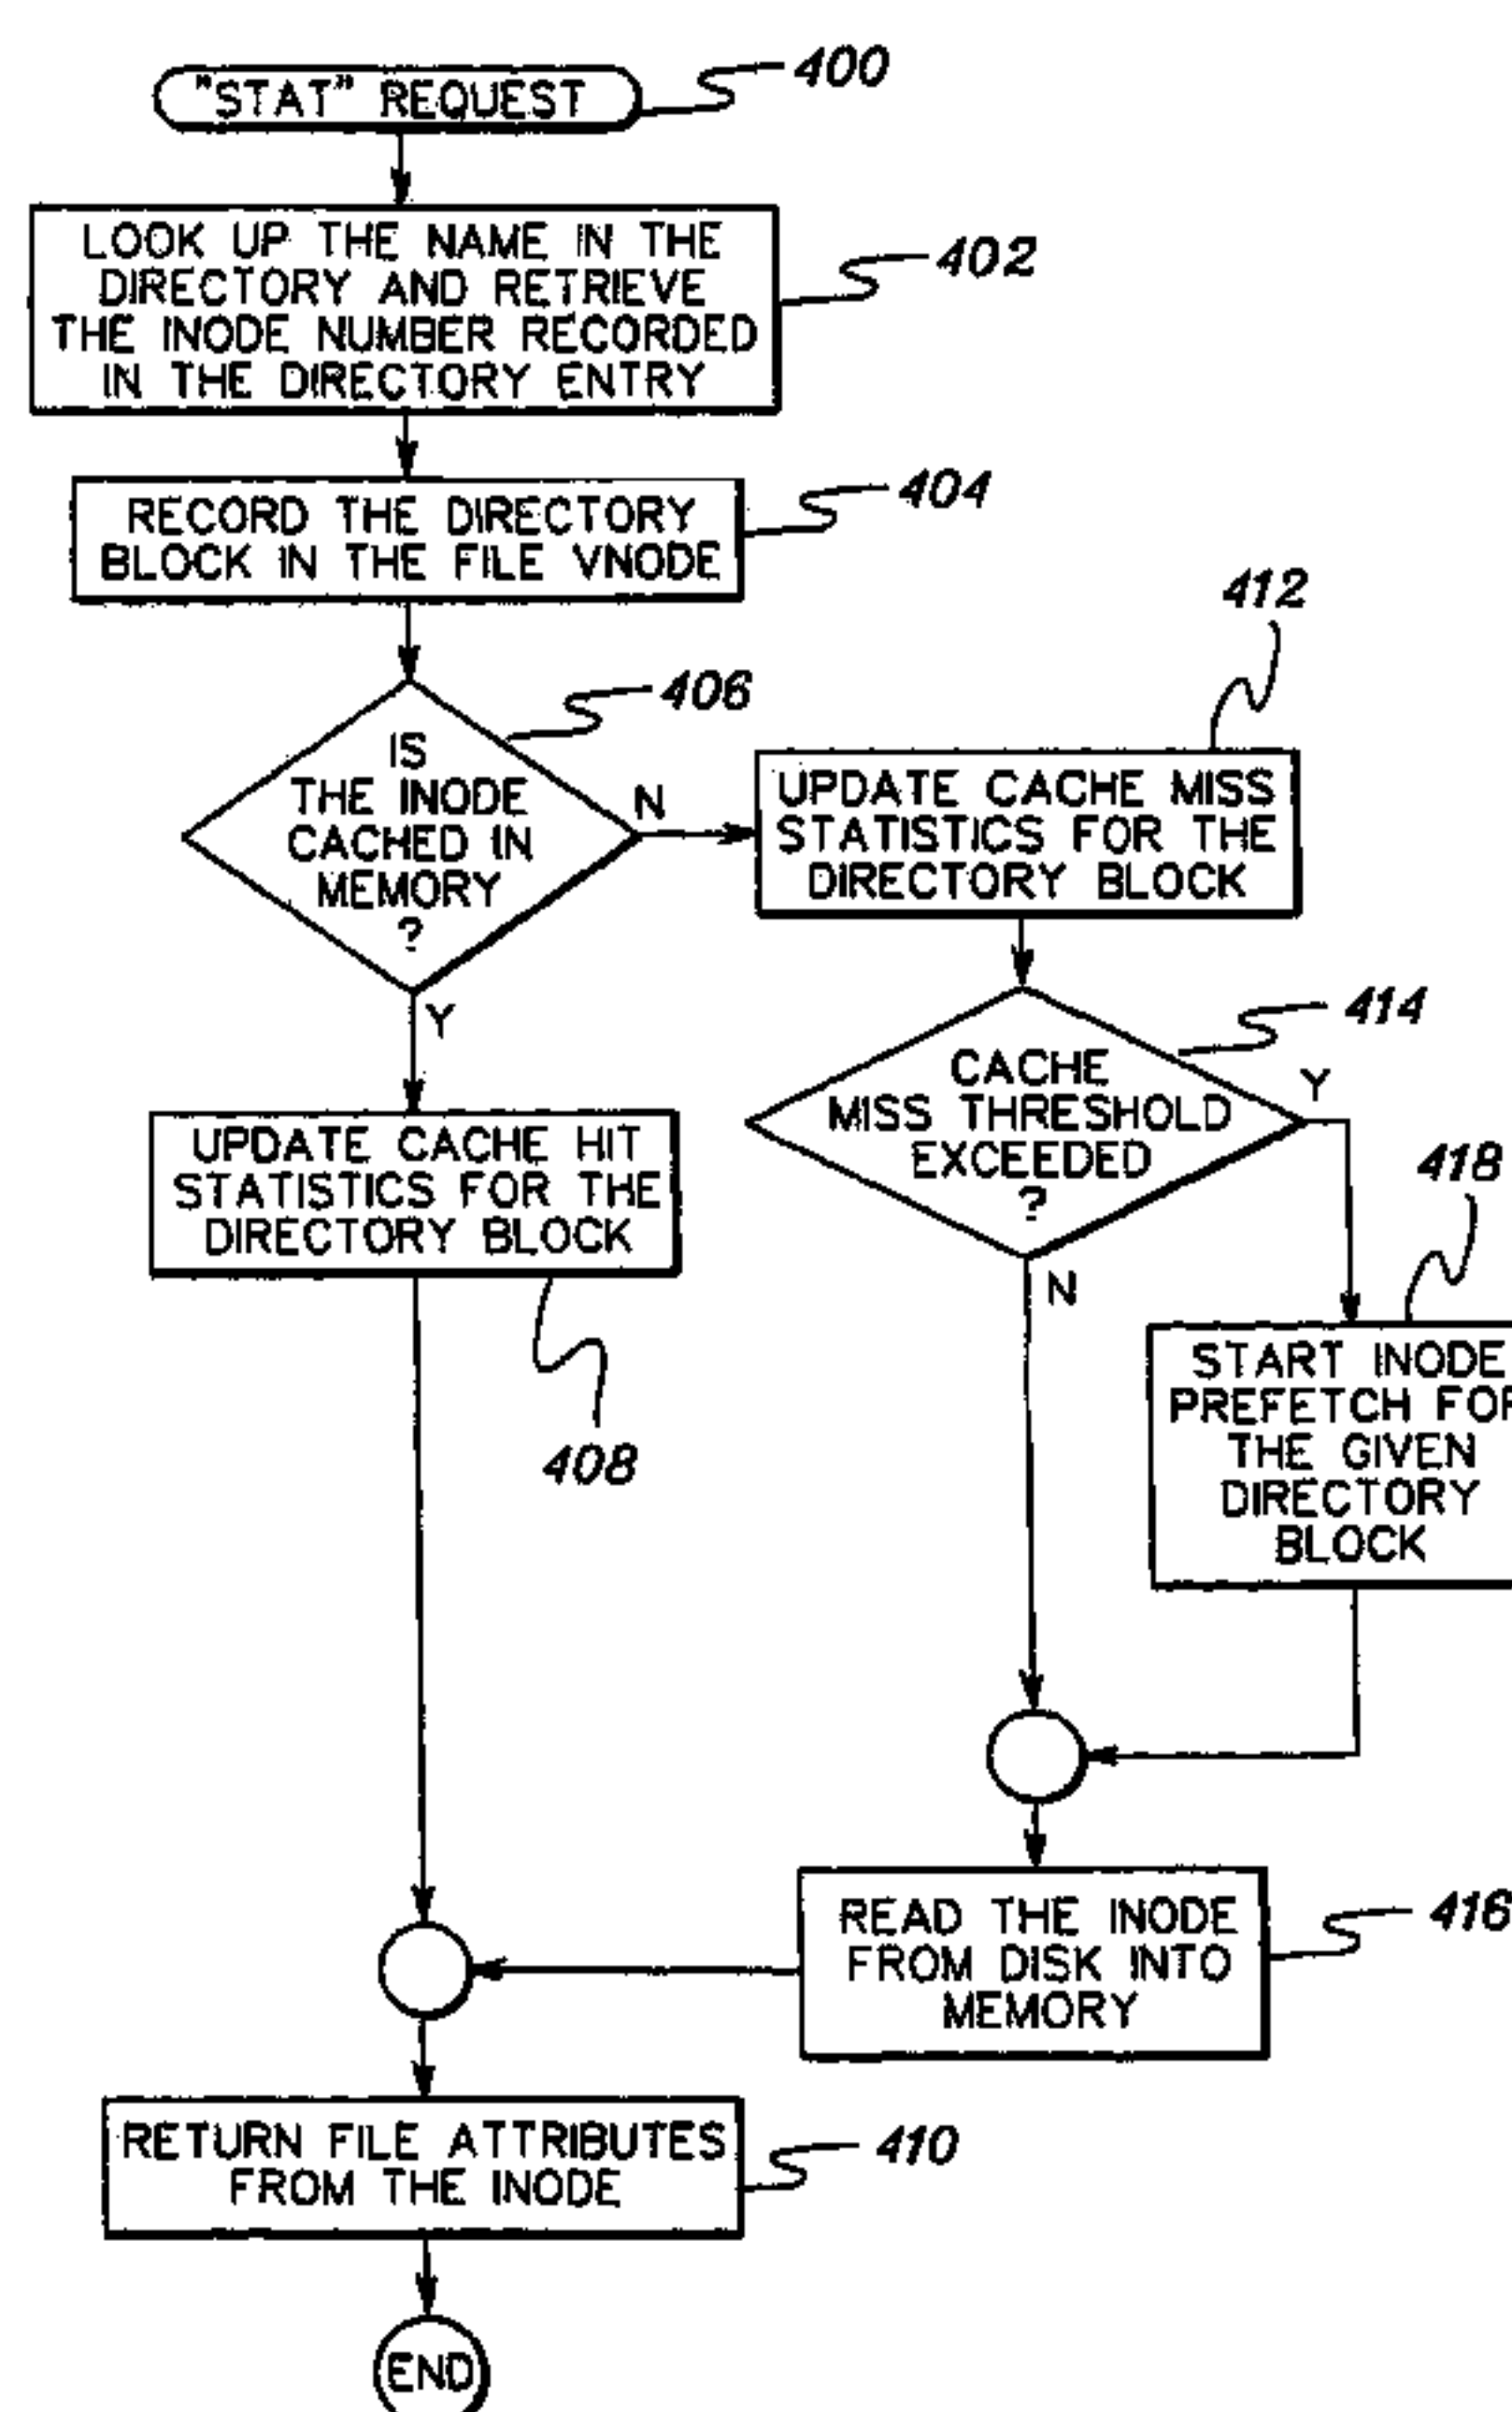 "STAT" REQUEST
400
LOOK UP THE NAME IN THE
DIRECTORY AND RETRIEVE
THE INODE NUMBER RECORDED
IN THE DIRECTORY ENTRY
402
RECORD THE DIRECTORY
BLOCK IN THE FILE VNODE
404
IS
THE INODE
CACHED IN
MEMORY
?
406
N
Y
412
UPDATE CACHE MISS
STATISTICS FOR THE
DIRECTORY BLOCK
CACHE
MISS THRESHOLD
EXCEEDED
?
414
Y
N
UPDATE CACHE HIT
STATISTICS FOR THE
DIRECTORY BLOCK
408
418
START INODE
PREFETCH FOR
THE GIVEN
DIRECTORY
BLOCK
READ THE INODE
FROM DISK INTO
MEMORY
416
RETURN FILE ATTRIBUTES
FROM THE INODE
410
END